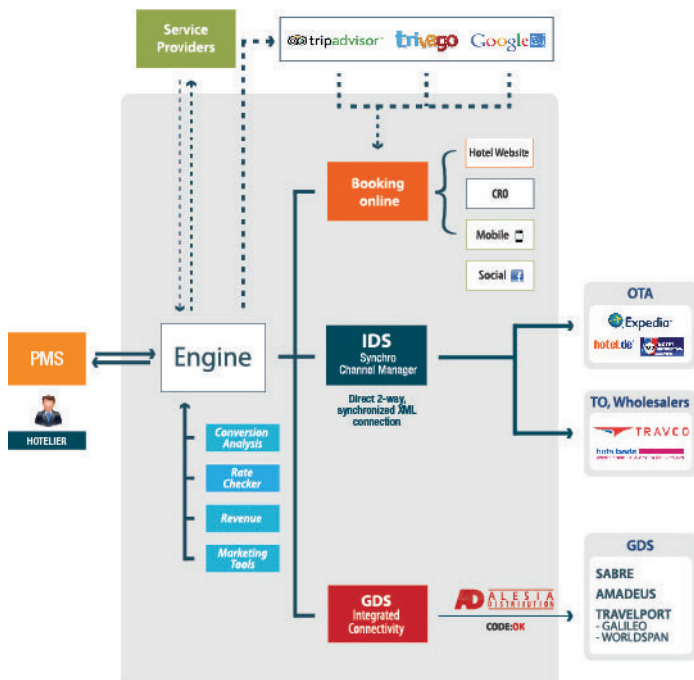 Service
Providers
tripadvisor™
trivago
Google
Booking
online
Hotel Website
CRO
Mobile
Social
OTA
Expedia
hotel.de
PMS
HOTELIER
Engine
IDS
Synchro
Channel Manager
Direct 2-way,
synchronized XML
connection
TO, Wholesalers
TRAVCO
Conversion
Analysis
Rate
Checker
Revenue
Marketing
Tools
GDS
Integrated
Connectivity
AD ALESIA
DISTRIBUTION
CODE:OK
GDS
SABRE
AMADEUS
TRAVELPORT
- GALILEO
- WORLDSPAN